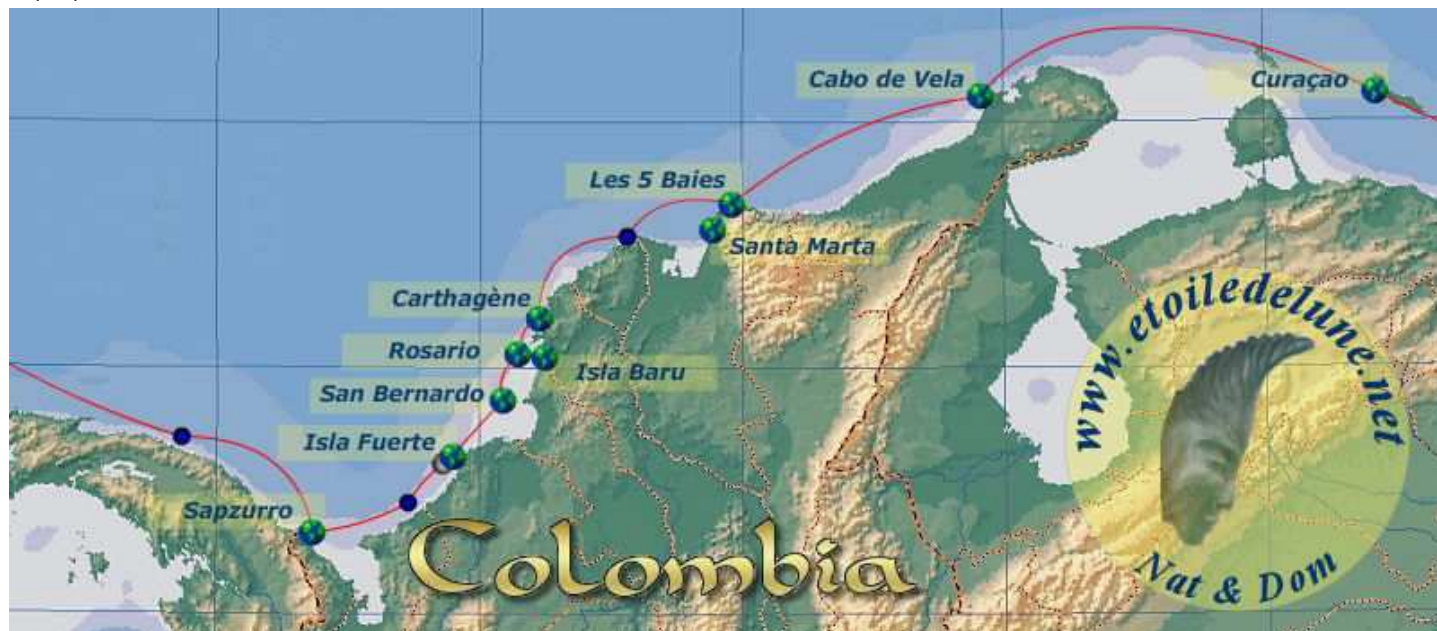 Cabo de Vela
Curaçao
Les 5 Baies
Santa Marta
Carthagène
Rosario
Isla Baru
San Bernardo
Isla Fuerte
Sapzurro
Colombia
www.etoiledelune.net
Nat & Dom